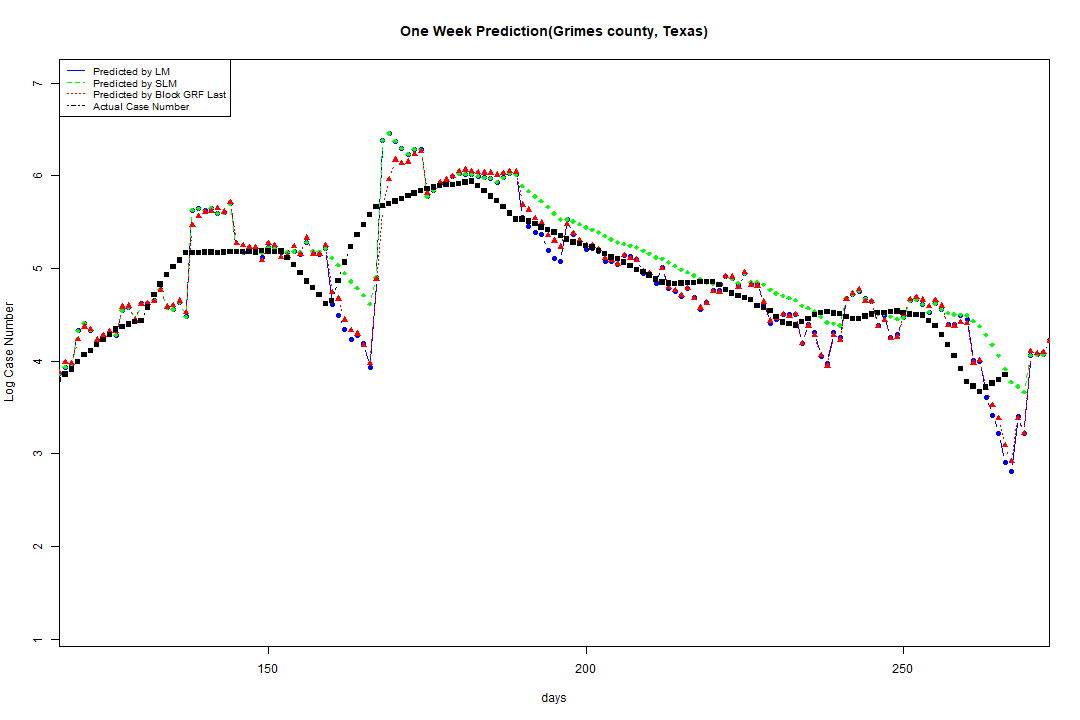 One Week Prediction(Grimes county, Texas)
Predicted by LM
Predicted by SLM
Predicted by Block GRF Last
Actual Case Number
7
6
5
4
3
2
1
Log Case Number
150
200
250
days